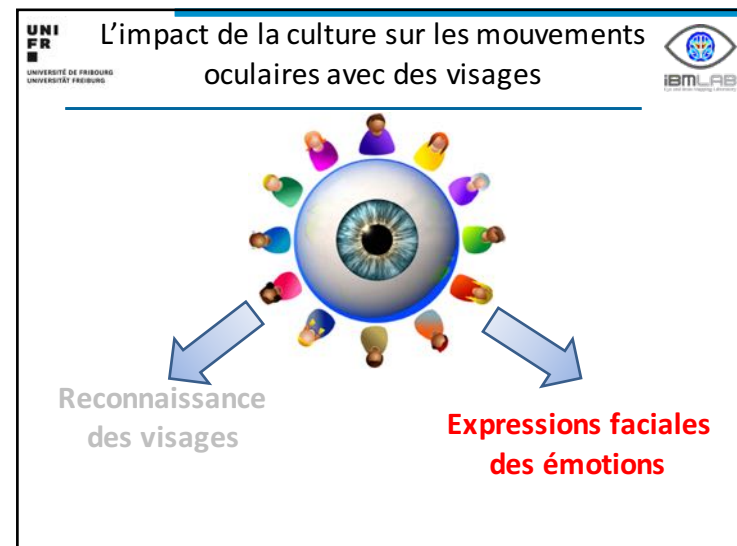 UNI
FR
UNIVERSITÉ DE FRIBOURG
UNIVERSITÄT FREIBURG
L'impact de la culture sur les mouvements
oculaires avec des visages
iBMLAB
Reconnaissance
des visages
Expressions faciales
des émotions